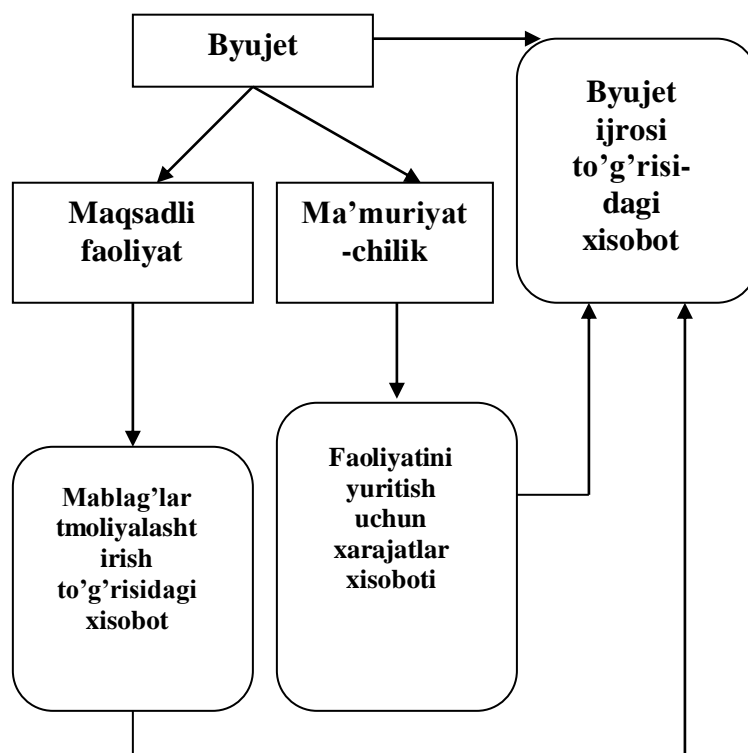 Byujet
Byujet
ijrosi
to’g’risi-
dagi
xisobot
Maqsadli
faoliyat
Ma’muriyat
-chilik
Faoliyatini
yuritish
uchun
xarajatlar
xisoboti
Mablag’lar
tmoliyalasht
irish
to’g’risidagi
xisobot